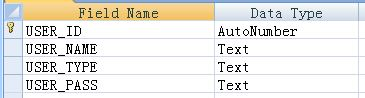 Field Name Data Type
USER_ID AutoNumber
USER_NAME Text
USER_TYPE Text
USER_PASS Text